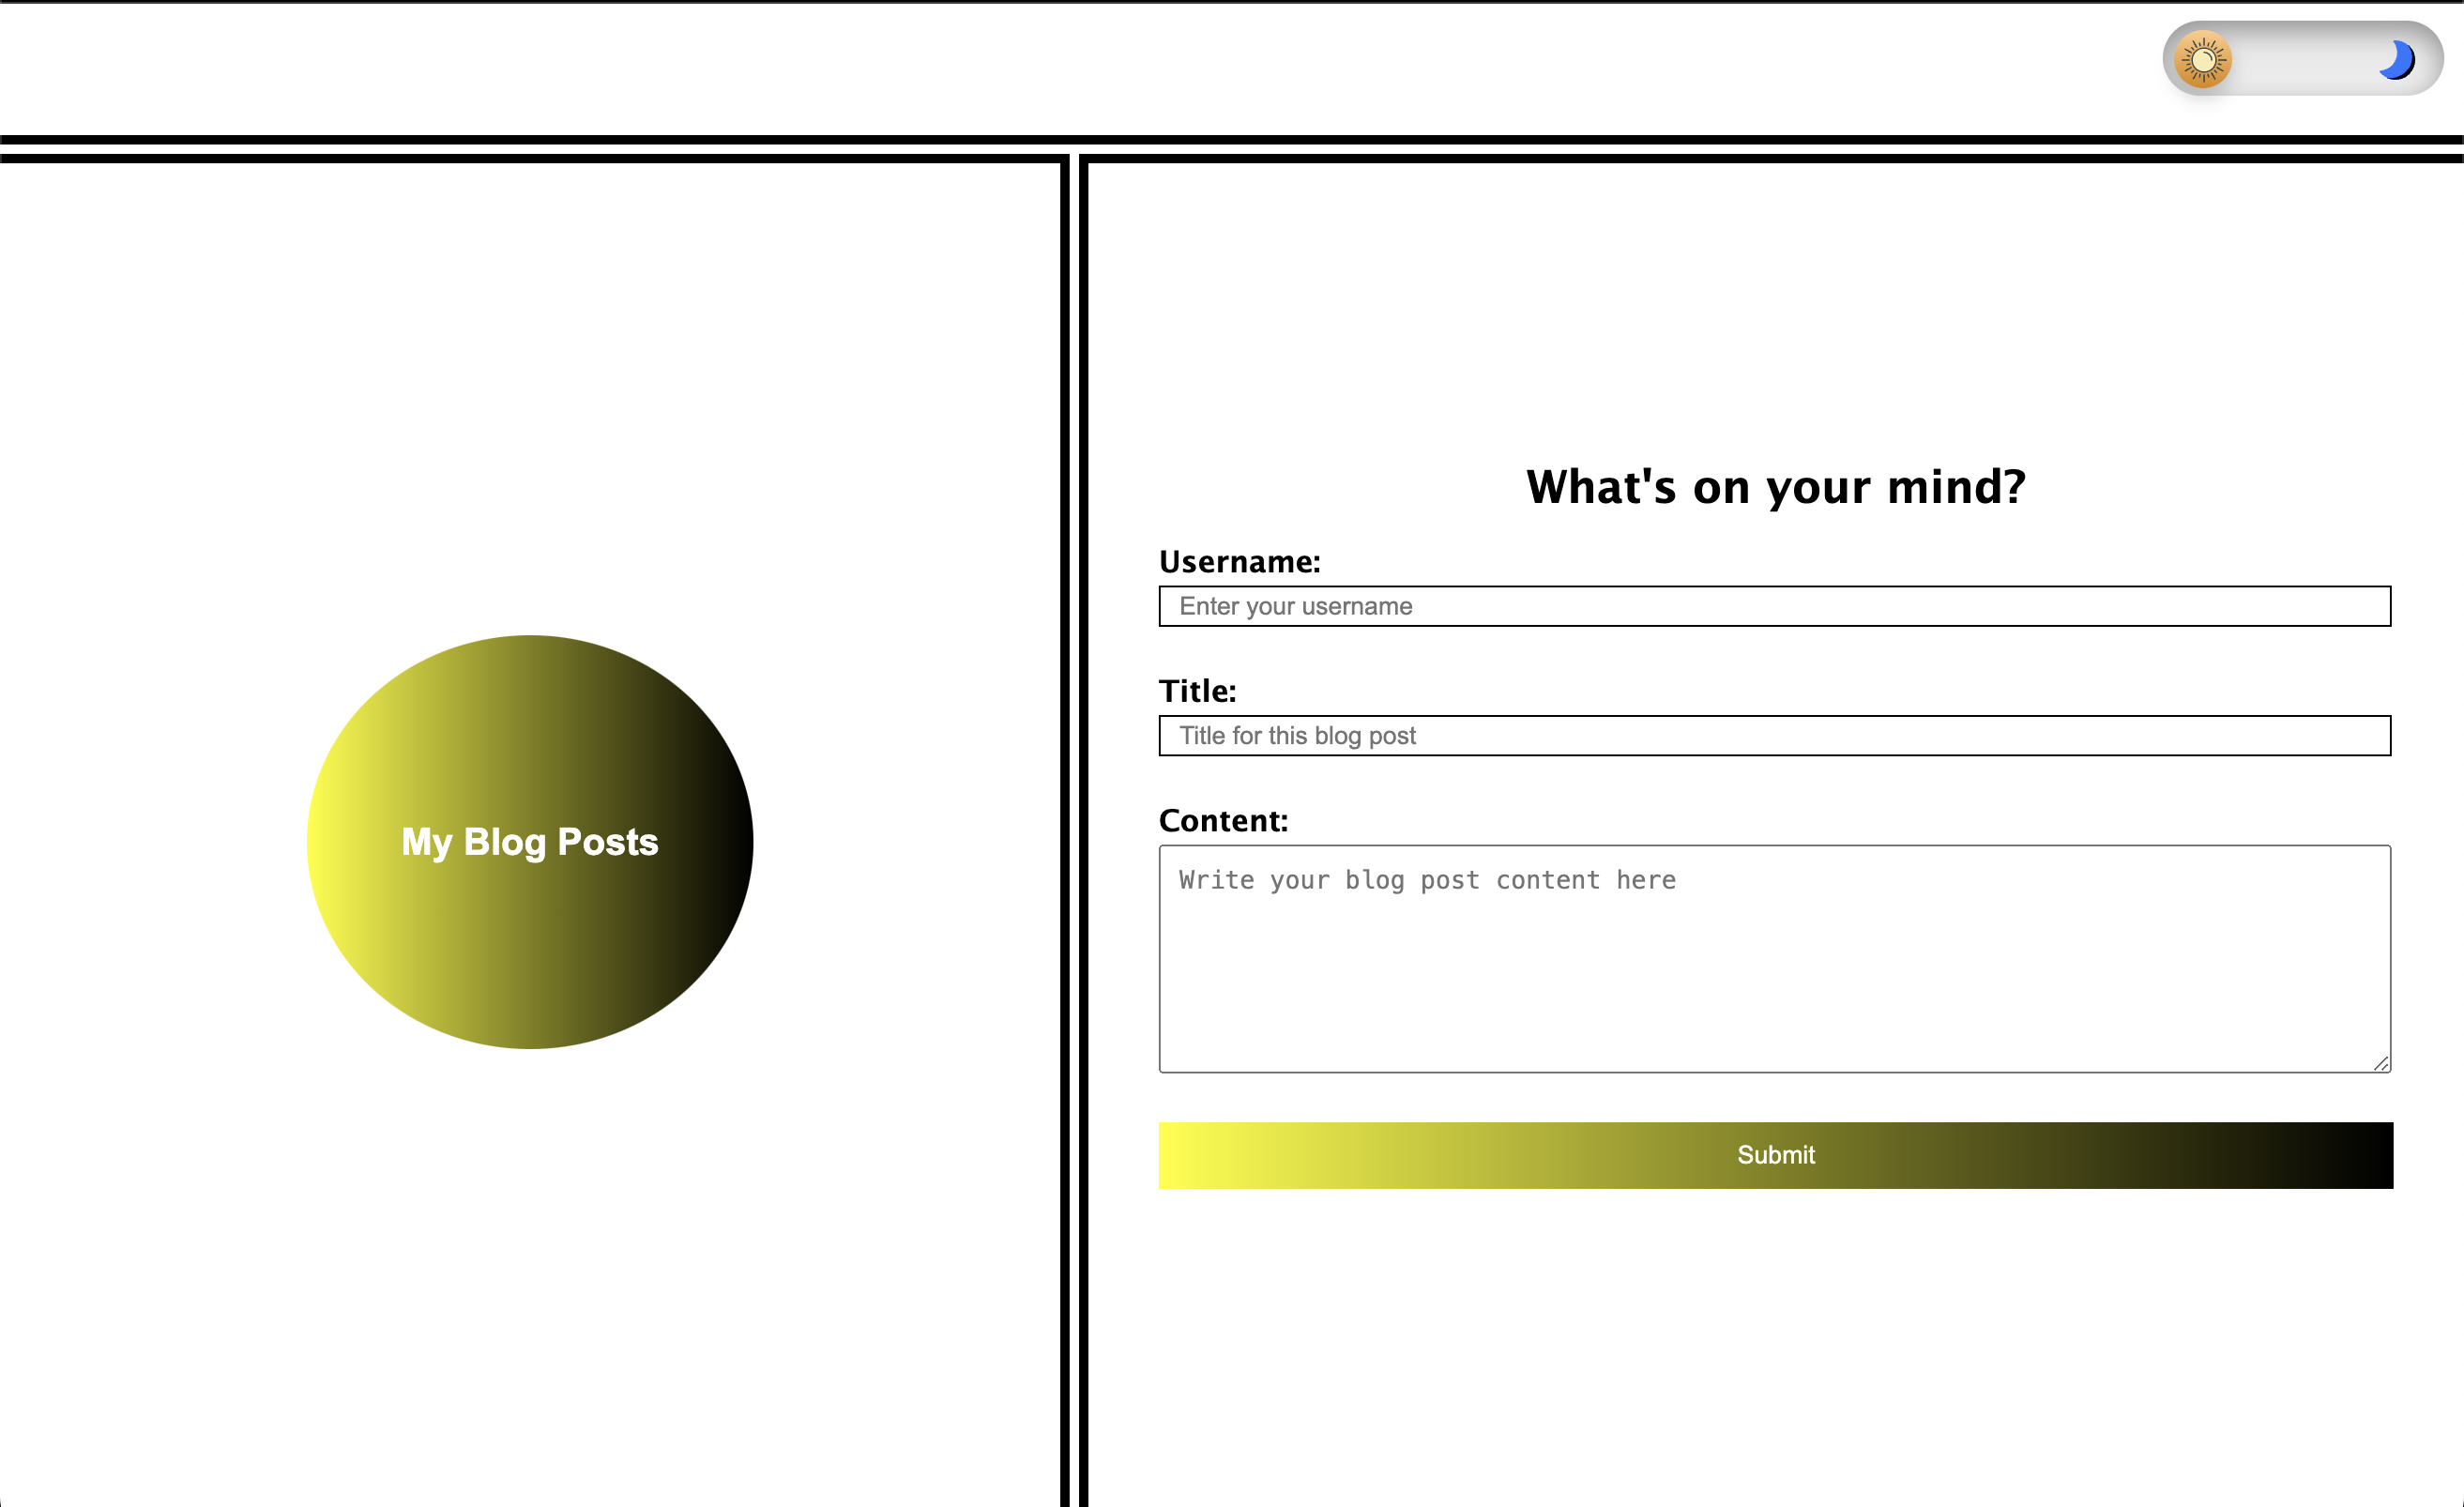 My Blog Posts
What's on your mind?
Username:
Enter your username
Title:
Title for this blog post
Content:
Write your blog post content here
Submit